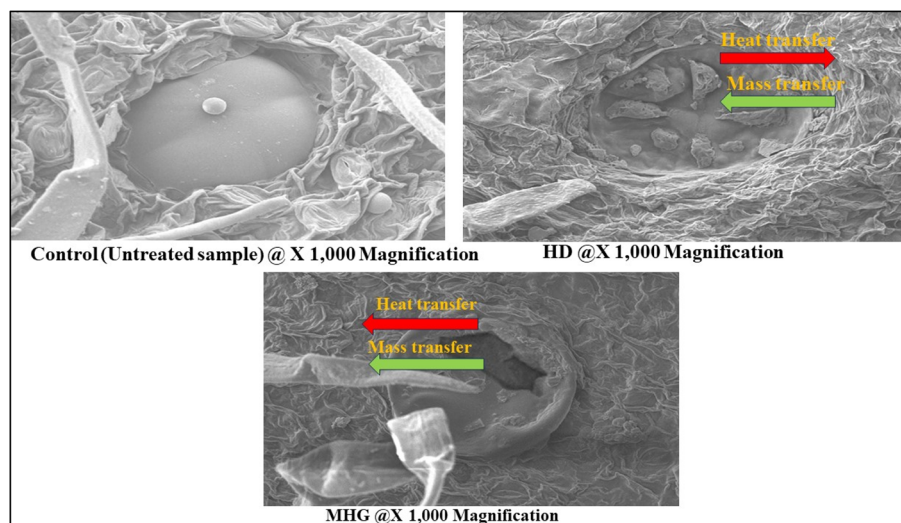 Heat transfer
Mass transfer
Control (Untreated sample) @ X 1,000 Magnification
HD @X 1,000 Magnification
Heat transfer
Mass transfer
MHG @X 1,000 Magnification